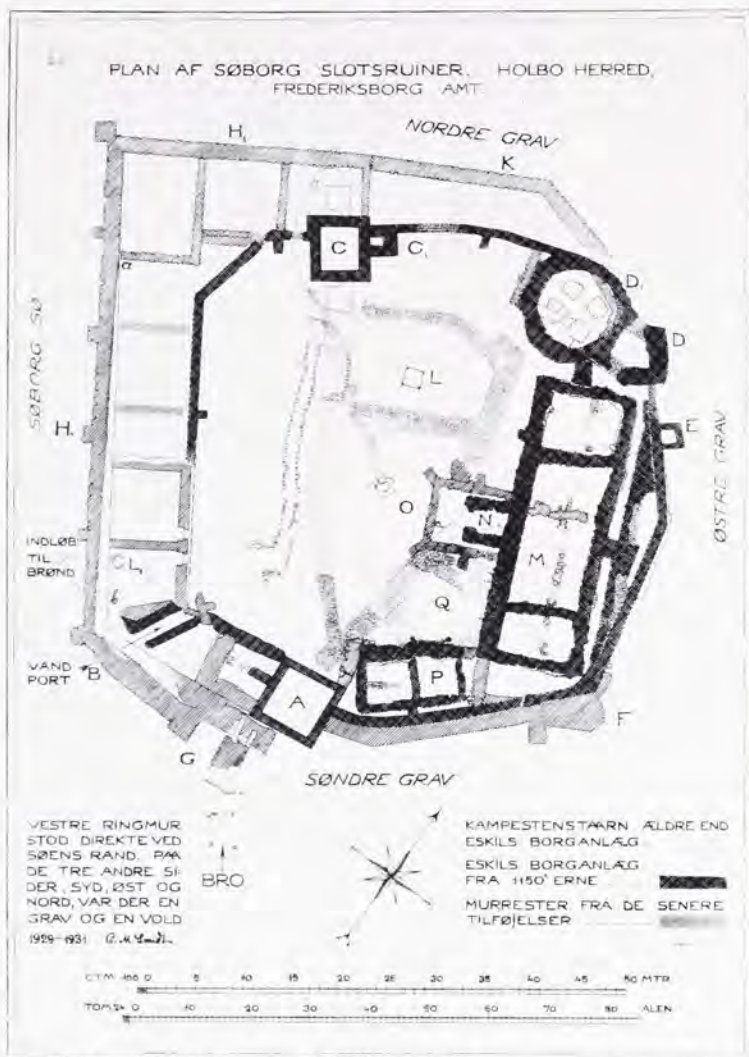 PLAN AF SØBORG SLOTSRUINER. HOLBO HERRED,
FREDERIKSBORG AMT
NORDRE GRAV
H,
K
C
C,
D,
D
a
SØBORG SØ
L
E
H.
ØSTRE GRAV
O
N
M
INDLØB
TIL
BRØND
b
Q
VAND
PORT
B
A
P
F
G
SØNDRE GRAV
VESTRE RINGMUR
STOD DIREKTE VED
SØENS RAND. PAA
DE TRE ANDRE SI-
DER, SYD, ØST OG
NORD, VAR DER EN
GRAV OG EN VOLD
1929-1931
BRO
KAMPESTENSTAARN ÆLDRE END
ESKILS BORGANLÆG
ESKILS BORGANLÆG
FRA 1150'ERNE
MURRESTER FRA DE SENERE
TILFØJELSER
CTM. 100 0 5 10 15 20 25 30 35 40 45 50 MTR.
TOM. 24 0 10 20 30 40 50 60 70 80 ALEN.